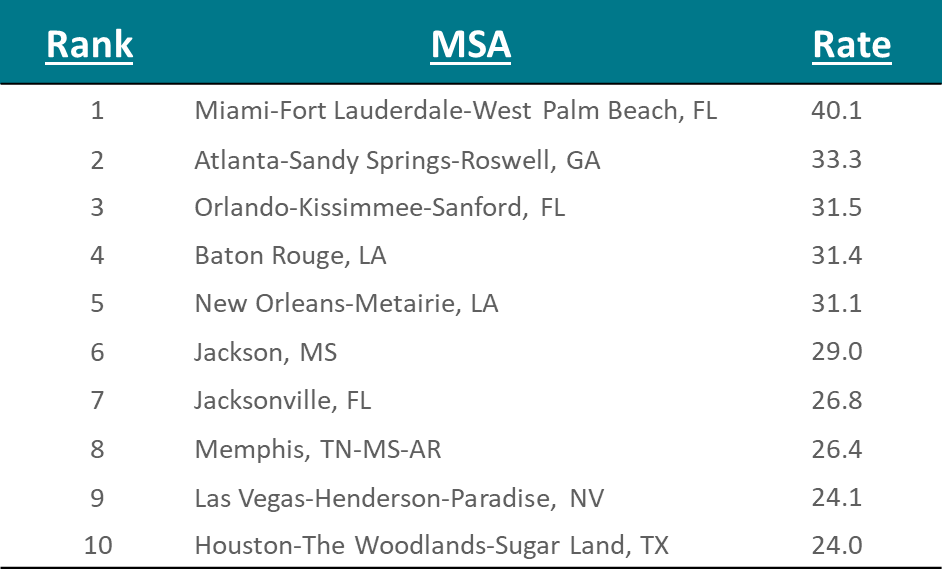 Rank MSA Rate
1 Miami-Fort Lauderdale-West Palm Beach, FL 40.1
2 Atlanta-Sandy Springs-Roswell, GA 33.3
3 Orlando-Kissimmee-Sanford, FL 31.5
4 Baton Rouge, LA 31.4
5 New Orleans-Metairie, LA 31.1
6 Jackson, MS 29.0
7 Jacksonville, FL 26.8
8 Memphis, TN-MS-AR 26.4
9 Las Vegas-Henderson-Paradise, NV 24.1
10 Houston-The Woodlands-Sugar Land, TX 24.0